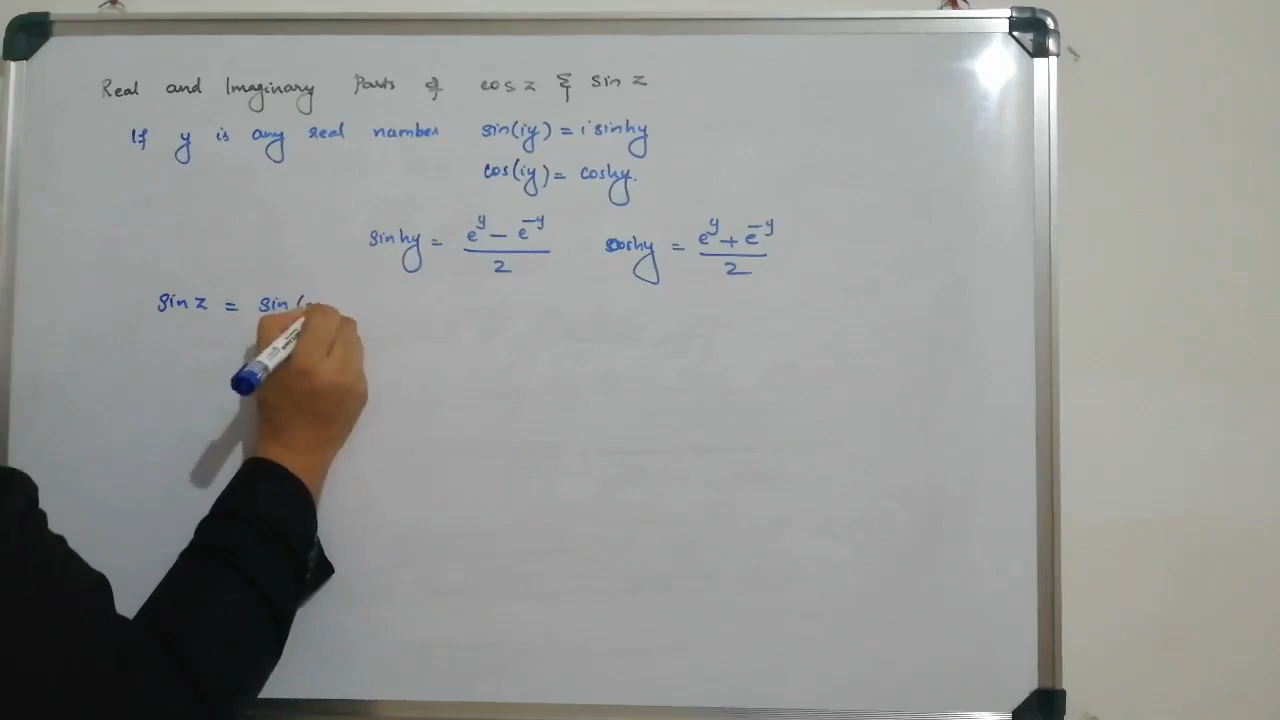 Real and Imaginary Parts of cos z & sin z
If y is any real number sin(iy) = i sinhy
cos(iy) = coshy.
sinhy = (e^y - e^-y)/2 coshy = (e^y + e^-y)/2
sin z = sin(